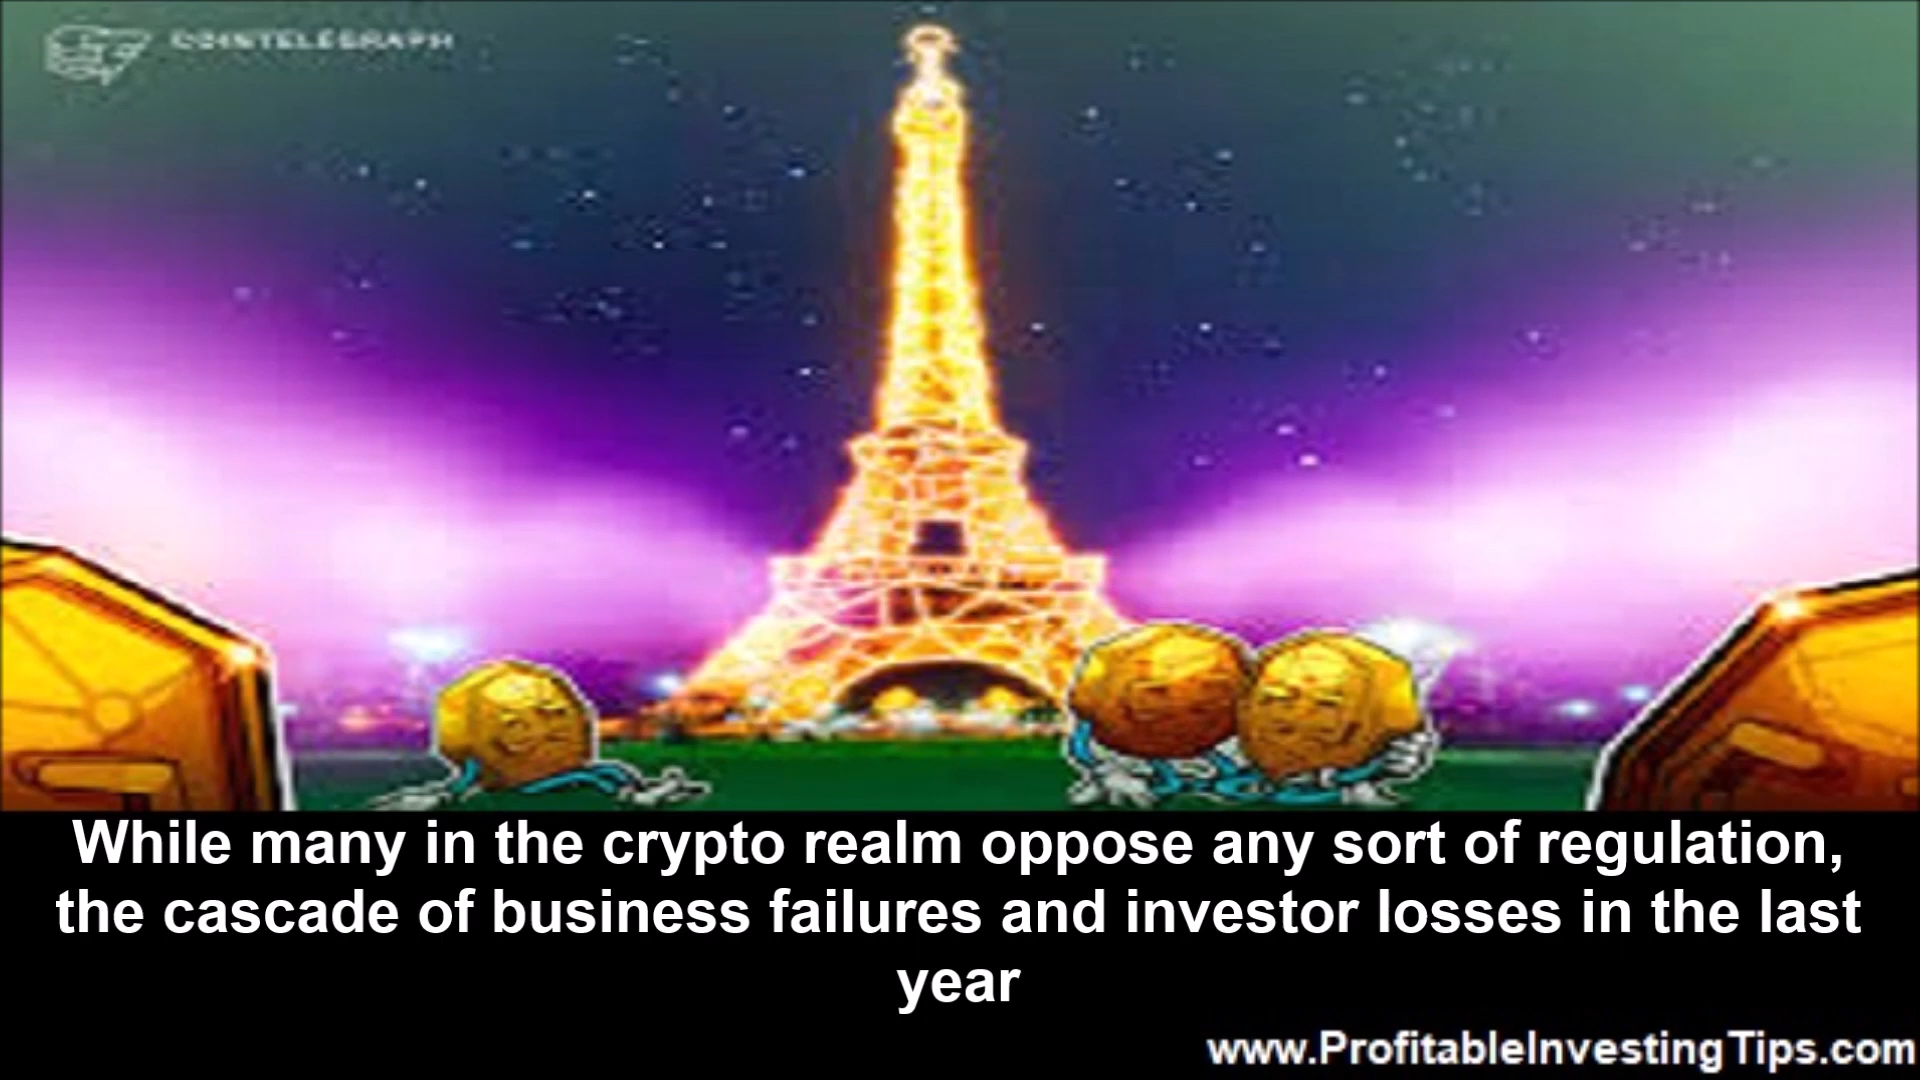 COINTELEGRAPH
While many in the crypto realm oppose any sort of regulation,
the cascade of business failures and investor losses in the last
year
www.ProfitableInvestingTips.com